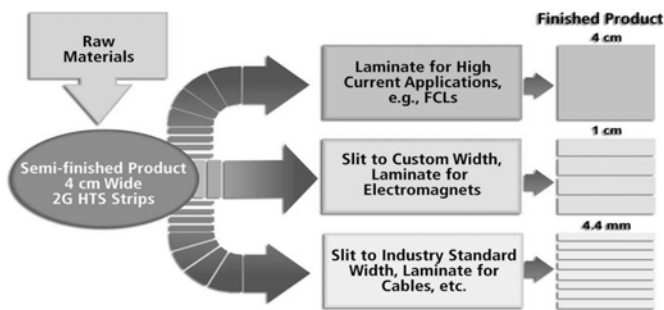 Raw
Materials
Semi-finished Product
4 cm Wide
2G HTS Strips
Laminate for High
Current Applications,
e.g., FCLs
Slit to Custom Width,
Laminate for
Electromagnets
Slit to Industry Standard
Width, Laminate for
Cables, etc.
Finished Product
4 cm
1 cm
4.4 mm